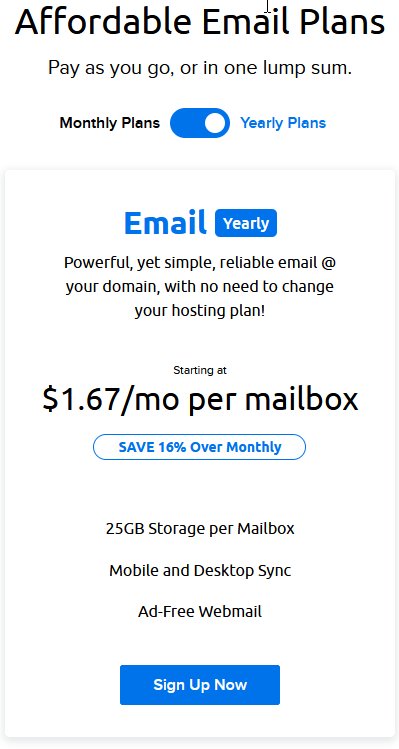 Affordable Email Plans
Pay as you go, or in one lump sum.
Monthly Plans Yearly Plans
Email Yearly
Powerful, yet simple, reliable email @
your domain, with no need to change
your hosting plan!
Starting at
$1.67/mo per mailbox
SAVE 16% Over Monthly
25GB Storage per Mailbox
Mobile and Desktop Sync
Ad-Free Webmail
Sign Up Now